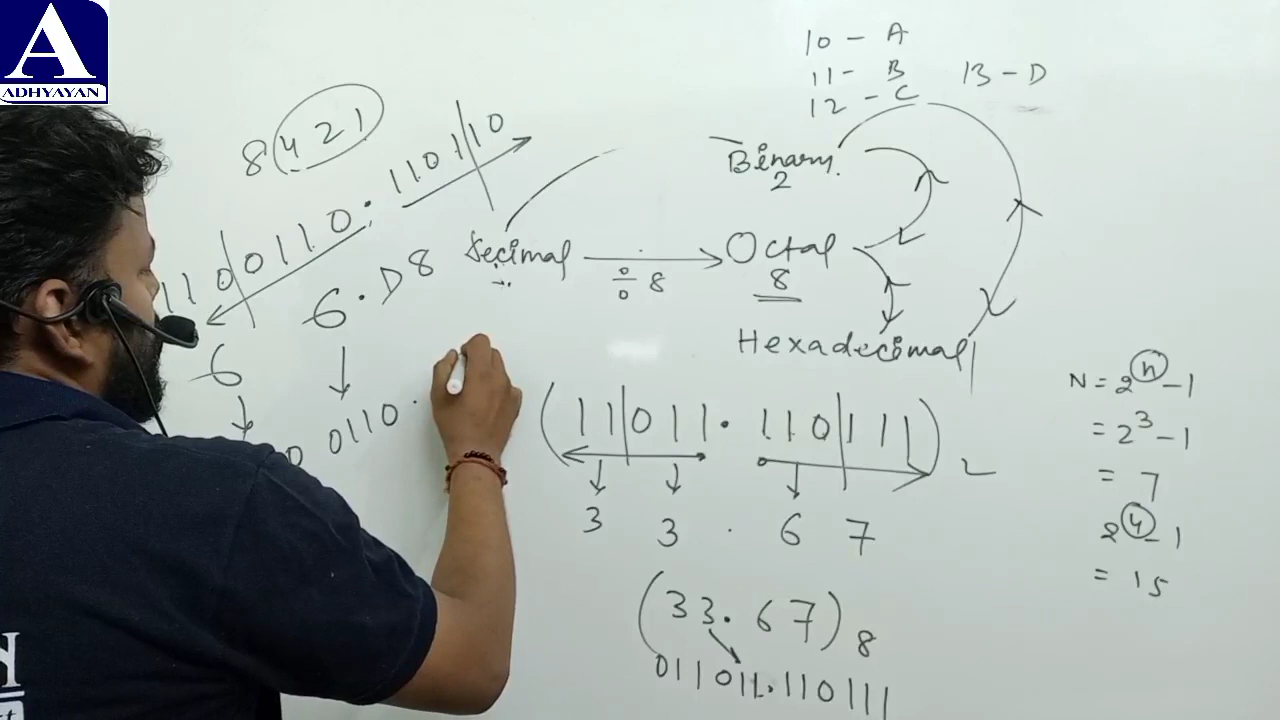 A
ADHYAYAN
10 - A
11 - B
12 - C
13 - D
8 4 2 1
110 0110 . 1101 10
6 6 . D8
0110 .
Decimal
÷ 8
Binary
2
Octal
8
Hexadecimal
(11 011 . 110 111)2
3 3 . 6 7
(33.67)8
011011.110111
N = 2^n - 1
= 2^3 - 1
= 7
2^4 - 1
= 15